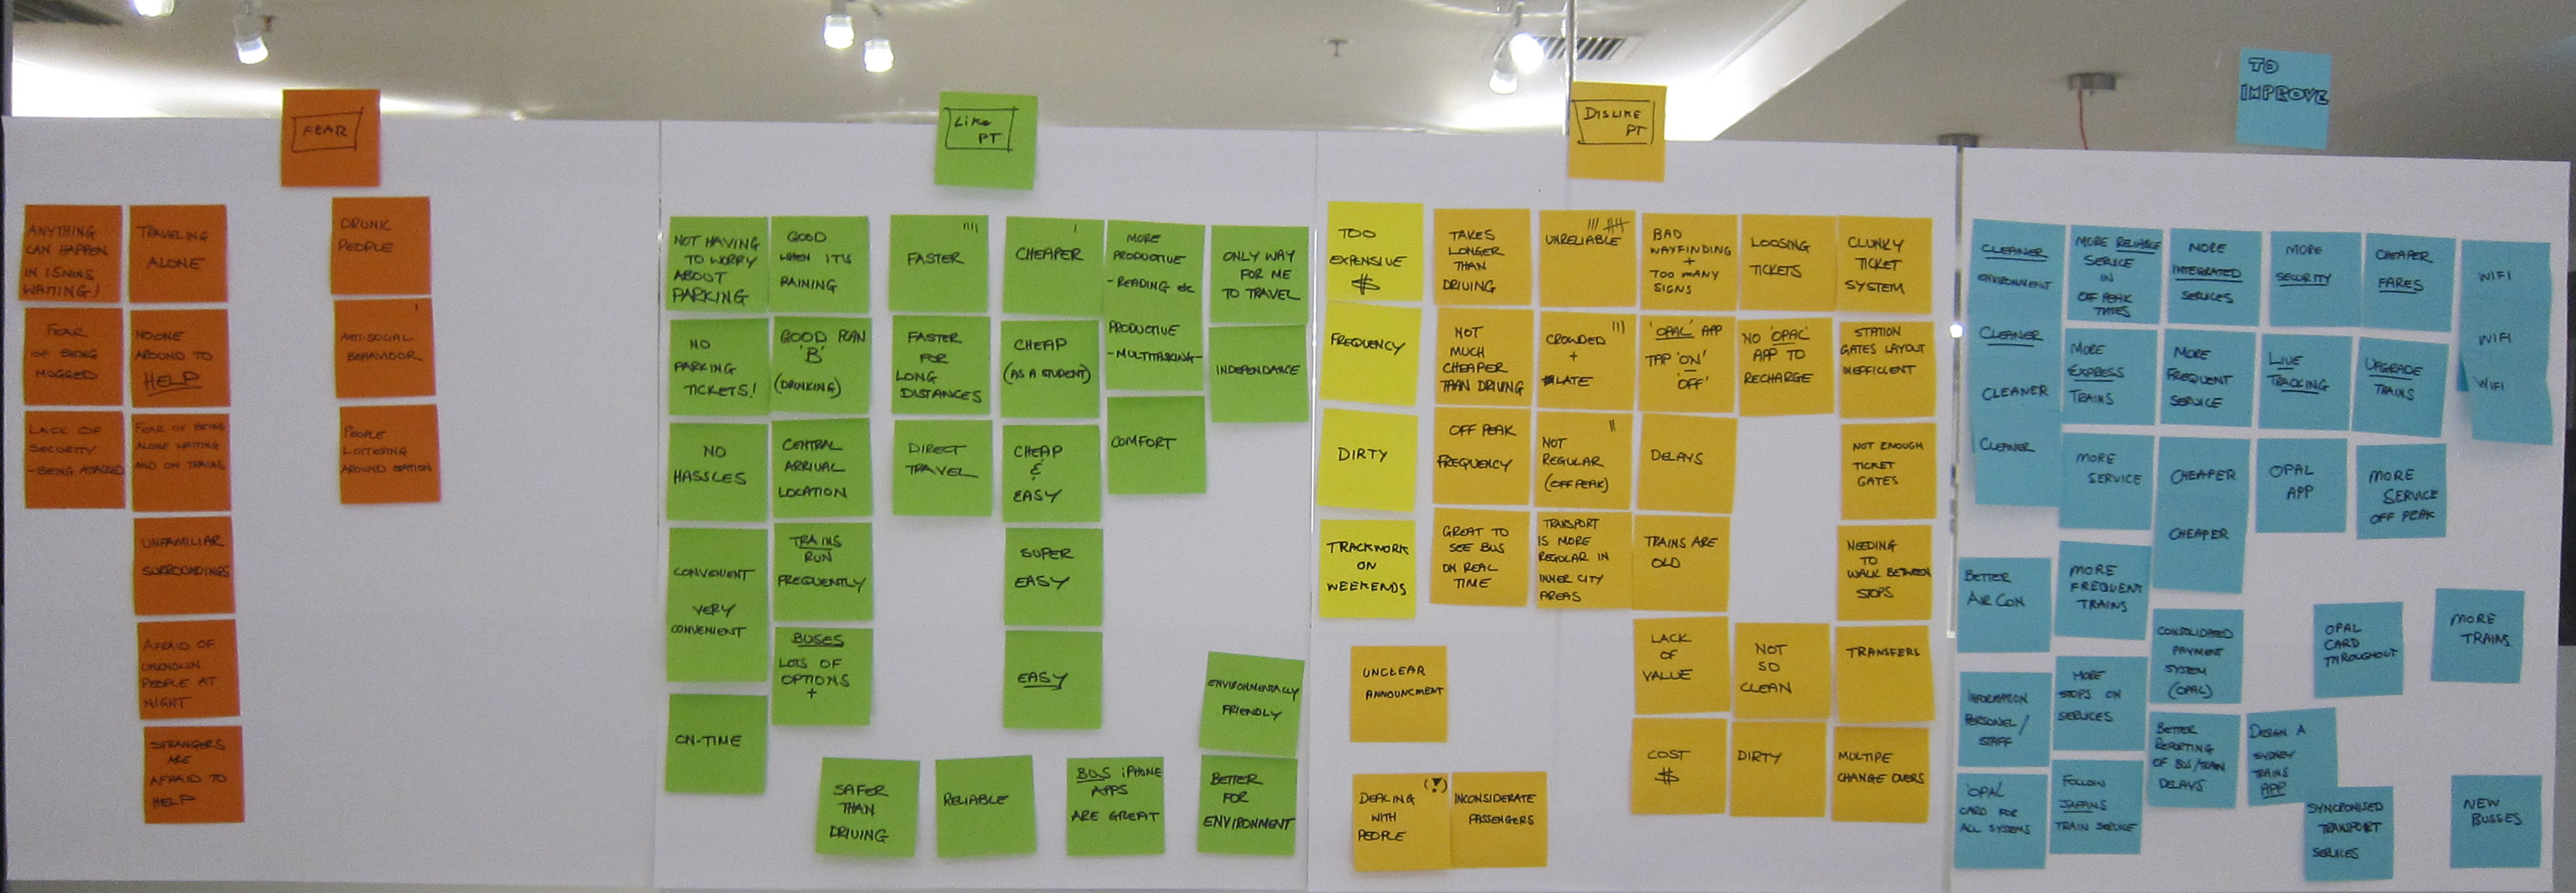 FEAR
ANYTHING
CAN HAPPEN
IN 15MINS
WAITING!
FEAR
OF BEING
MUGGED
LACK OF
SECURITY
-BEING ATTACKED
TRAVELING
ALONE
NO ONE
AROUND TO
HELP
FEAR OF BEING
ALONE WAITING
AND ON TRAINS
UNFAMILIAR
SURROUNDINGS
AFRAID OF
UNKNOWN
PEOPLE AT
NIGHT
STRANGERS
ARE
AFRAID TO
HELP
DRUNK
PEOPLE
ANTI-SOCIAL
BEHAVIOOR
PEOPLE
LOITERING
AROUND STATION
LIKE
PT
NOT HAVING
TO WORRY
ABOUT
PARKING
NO
PARKING
TICKETS!
NO
HASSLES
CONVENIENT
VERY
CONVENIENT
ON-TIME
GOOD
WHEN IT'S
RAINING
GOOD PLAN
'B'
(DRINKING)
CENTRAL
ARRIVAL
LOCATION
TRAINS
RUN
FREQUENTLY
BUSES
LOTS OF
OPTIONS
+
FASTER
FASTER
FOR
LONG
DISTANCES
DIRECT
TRAVEL
CHEAPER
CHEAP
(AS A STUDENT)
CHEAP
&
EASY
SUPER
EASY
EASY
MORE
PRODUCTIVE
-READING etc
PRODUCTIVE
-MULTITASKING-
COMFORT
ONLY WAY
FOR ME
TO TRAVEL
INDEPENDANCE
ENVIRONMENTALLY
FRIENDLY
SAFER
THAN
DRIVING
RELIABLE
BUS iPHONE
APPS
ARE GREAT
BETTER
FOR
ENVIRONMENT
DISLIKE
PT
TOO
EXPENSIVE
$
FREQUENCY
DIRTY
TRACKWORK
ON
WEEKENDS
UNCLEAR
ANNOUNCMENT
DEALING
WITH
PEOPLE
INCONSIDERATE
PASSENGERS
TAKES
LONGER
THAN
DRIVING
NOT
MUCH
CHEAPER
THAN DRIVING
OFF PEAK
FREQUENCY
GREAT TO
SEE BUS
ON REAL
TIME
UNRELIABLE
CROWDED
+
LATE
NOT
REGULAR
(OFF PEAK)
TRANSPORT
IS MORE
REGULAR IN
INNER CITY
AREAS
BAD
WAYFINDING
+
TOO MANY
SIGNS
'OPAL' APP
TAP 'ON'
'OFF'
DELAYS
TRAINS ARE
OLD
LACK
OF
VALUE
COST
$
LOOSING
TICKETS
NO 'OPAL'
APP TO
RECHARGE
NOT
SO
CLEAN
DIRTY
CLUNKY
TICKET
SYSTEM
STATION
GATES LAYOUT
INEFFICIENT
NOT ENOUGH
TICKET
GATES
NEEDING
TO
WALK BETWEEN
STOPS
TRANSFERS
MULTIPE
CHANGE OVERS
TO
IMPROVE
CLEANER
ENVIRONMENT
CLEANER
CLEANER
CLEANER
BETTER
AIR CON
INFORMATION
PERSONEL/
STAFF
'OPAL
CARD FOR
ALL SYSTEMS
MORE RELIABLE
SERVICE
IN
OFF PEAK
TIMES
MORE
EXPRESS
TRAINS
MORE
SERVICE
MORE
FREQUENT
TRAINS
MORE
STOPS ON
SERVICES
FOLLOW
JAPANS
TRAIN SERVICE
MORE
INTEGRATED
SERVICES
MORE
FREQUENT
SERVICE
CHEAPER
CHEAPER
CONSOLIDATED
PAYMENT
SYSTEM
(OPAL)
BETTER
REPORTING
OF BUS/TRAIN
DELAYS
MORE
SECURITY
LIVE
TRACKING
OPAL
APP
DESIGN A
SYDNEY
TRAINS
APP
CHEAPER
FARES
UPGRADE
TRAINS
MORE
SERVICE
OFF PEAK
OPAL
CARD
THROUGHOUT
SYNCRONISED
TRANSPORT
SERVICES
WIFI
WIFI
WIFI
MORE
TRAINS
NEW
BUSSES